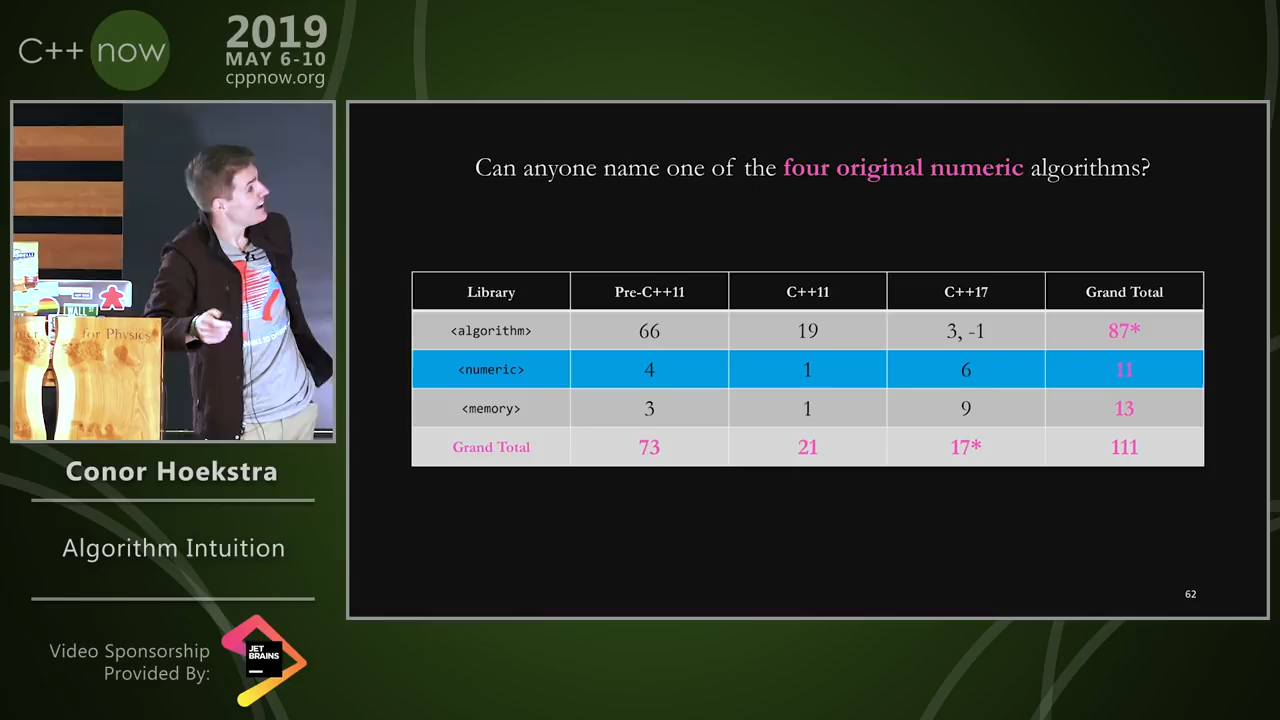 C++ now
2019
MAY 6-10
cppnow.org
for Physics
Conor Hoekstra
Algorithm Intuition
Video Sponsorship
Provided By:
JET
BRAINS
Can anyone name one of the four original numeric algorithms?
Library Pre-C++11 C++11 C++17 Grand Total
<algorithm> 66 19 3, -1 87*
<numeric> 4 1 6 11
<memory> 3 1 9 13
Grand Total 73 21 17* 111
62